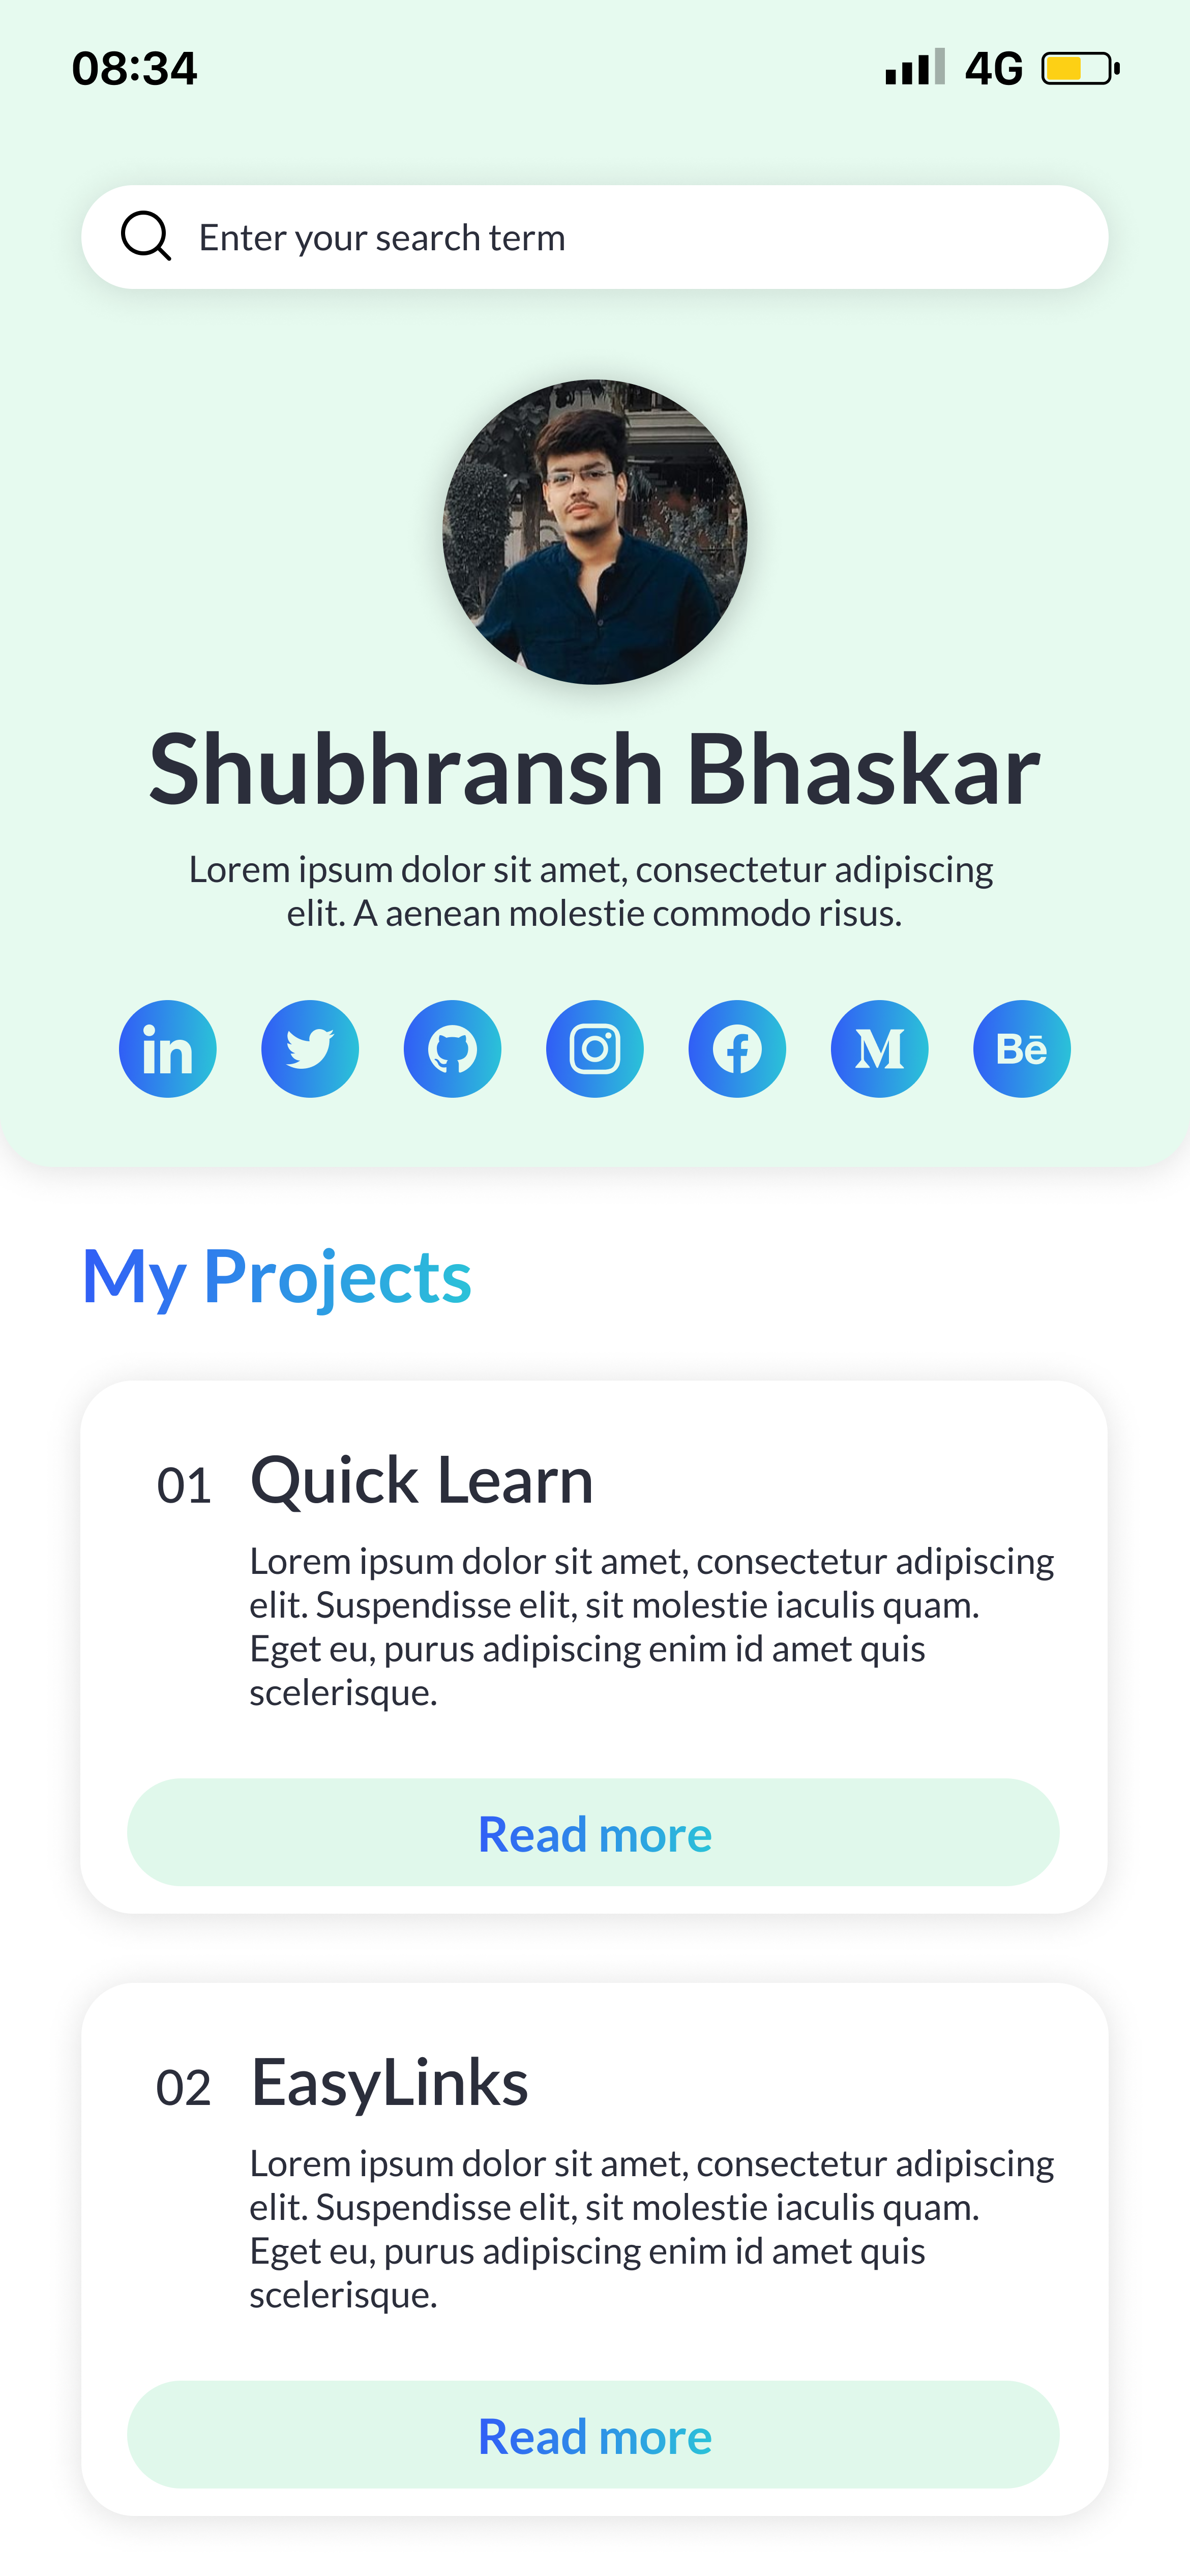 08:34
4G
Enter your search term
Shubhransh Bhaskar
Lorem ipsum dolor sit amet, consectetur adipiscing
elit. A aenean molestie commodo risus.
in
M
Bē
My Projects
01 Quick Learn
Lorem ipsum dolor sit amet, consectetur adipiscing
elit. Suspendisse elit, sit molestie iaculis quam.
Eget eu, purus adipiscing enim id amet quis
scelerisque.
Read more
02 EasyLinks
Lorem ipsum dolor sit amet, consectetur adipiscing
elit. Suspendisse elit, sit molestie iaculis quam.
Eget eu, purus adipiscing enim id amet quis
scelerisque.
Read more